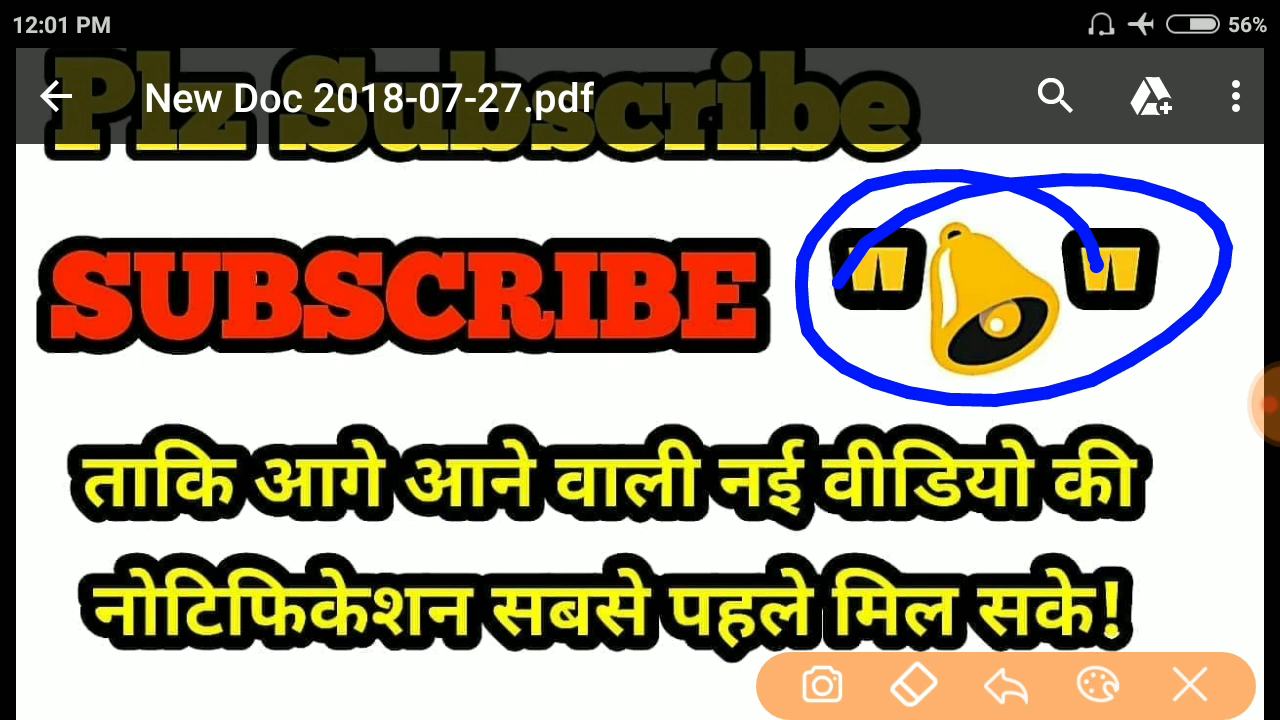 12:01 PM 56%
New Doc 2018-07-27.pdf
Plz Subscribe
SUBSCRIBE " "
ताकि आगे आने वाली नई वीडियो की
नोटिफिकेशन सबसे पहले मिल सके!